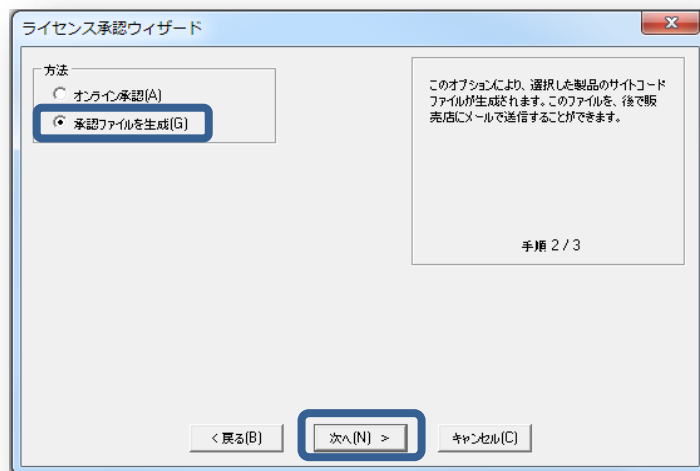 ライセンス承認ウィザード
方法
オンライン承認(A)
承認ファイルを生成(G)
このオプションにより、選択した製品のサイトコード
ファイルが生成されます。このファイルを、後で販
売店にメールで送信することができます。
手順 2 / 3
< 戻る(B)
次へ(N) >
キャンセル(C)